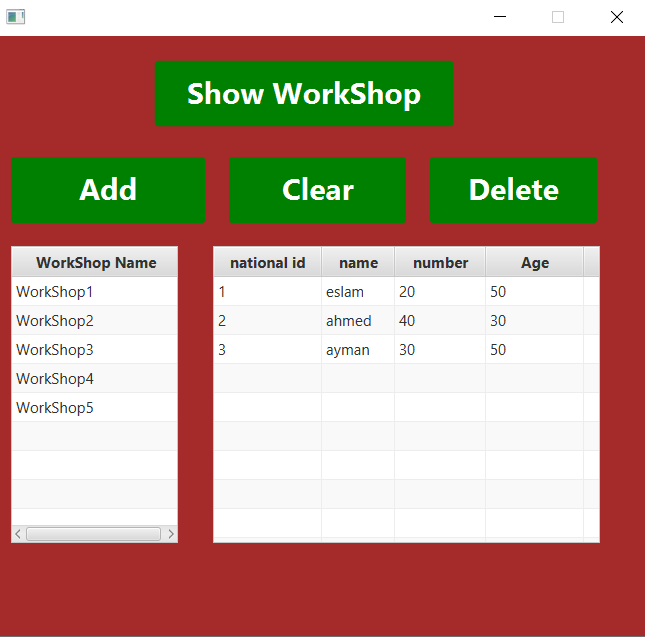 Show WorkShop
Add Clear Delete
WorkShop Name
WorkShop1
WorkShop2
WorkShop3
WorkShop4
WorkShop5
national id name number Age
1 eslam 20 50
2 ahmed 40 30
3 ayman 30 50